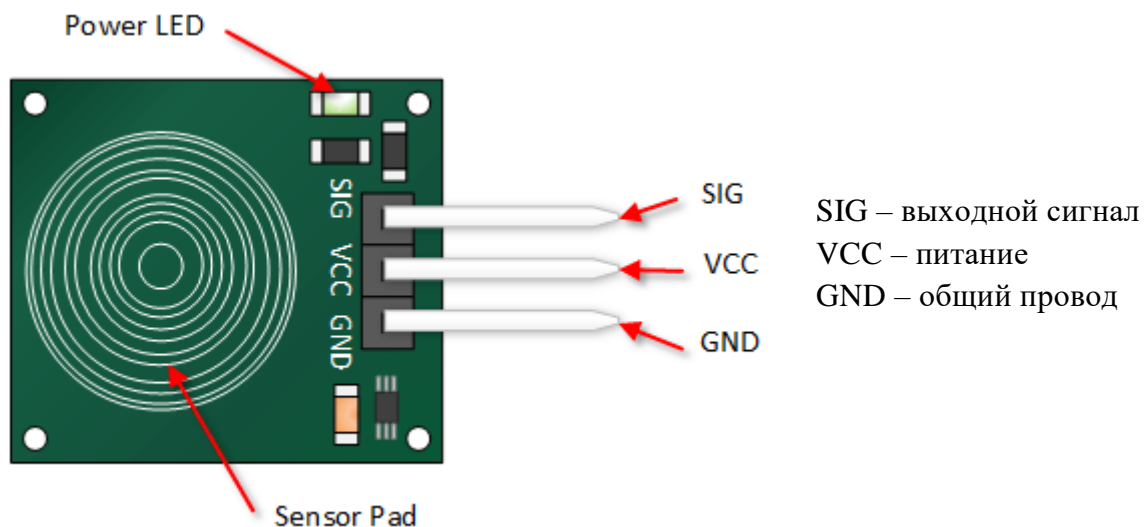 Power LED
SIG
VCC
GND
SIG
VCC
GND
SIG – выходной сигнал
VCC – питание
GND – общий провод
Sensor Pad